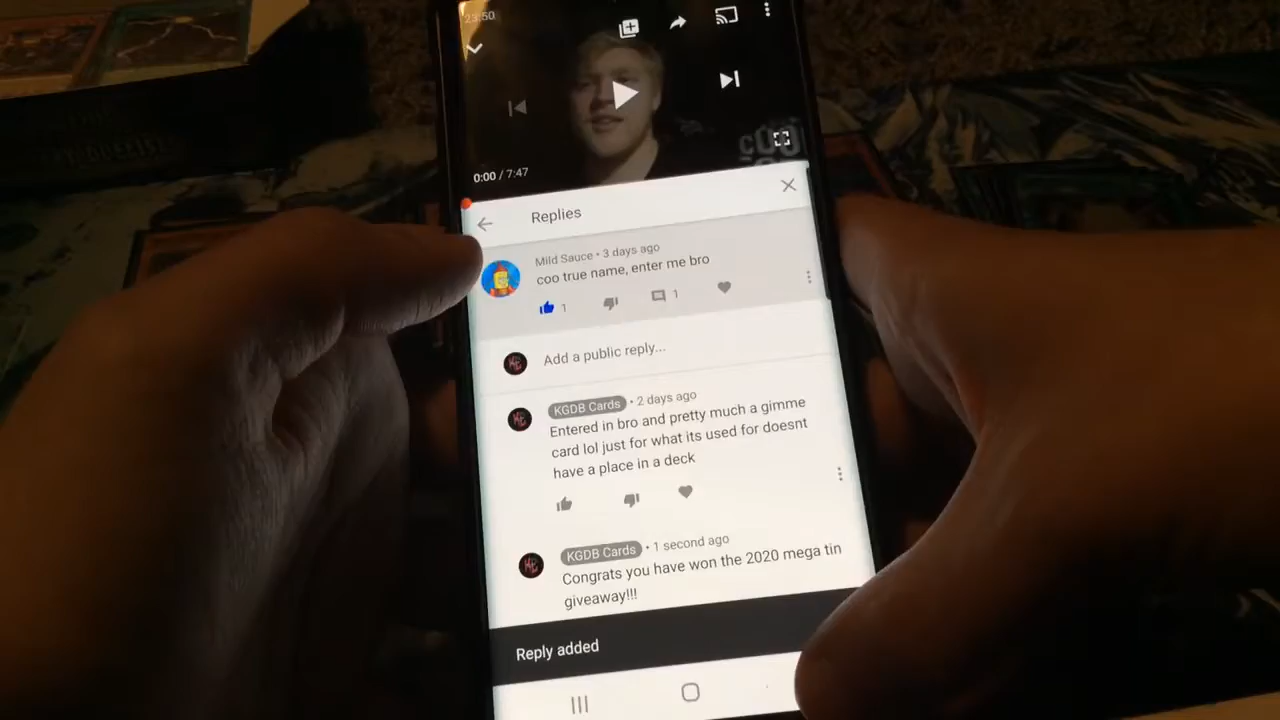 23:50
0:00 / 7:47
Replies
Mild Sauce • 3 days ago
coo true name, enter me bro
1
1
Add a public reply...
KGDB Cards • 2 days ago
Entered in bro and pretty much a gimme
card lol just for what its used for doesnt
have a place in a deck
KGDB Cards • 1 second ago
Congrats you have won the 2020 mega tin
giveaway!!!
Reply added